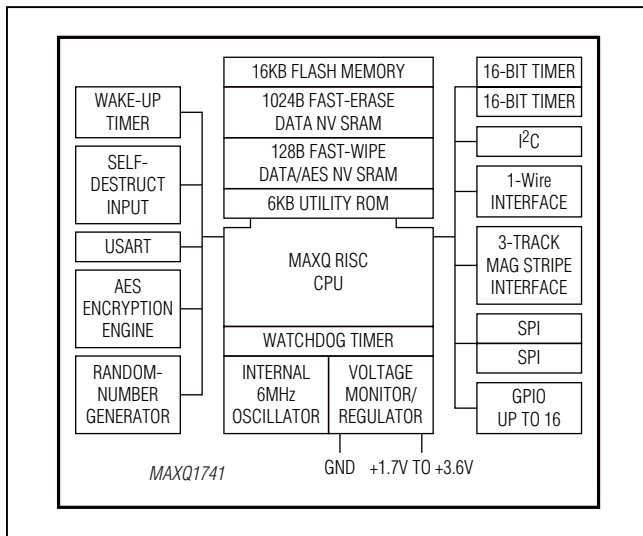 WAKE-UP
TIMER
SELF-
DESTRUCT
INPUT
USART
AES
ENCRYPTION
ENGINE
RANDOM-
NUMBER
GENERATOR
16KB FLASH MEMORY
1024B FAST-ERASE
DATA NV SRAM
128B FAST-WIPE
DATA/AES NV SRAM
6KB UTILITY ROM
MAXQ RISC
CPU
WATCHDOG TIMER
INTERNAL
6MHz
OSCILLATOR
VOLTAGE
MONITOR/
REGULATOR
16-BIT TIMER
16-BIT TIMER
I²C
1-Wire
INTERFACE
3-TRACK
MAG STRIPE
INTERFACE
SPI
SPI
GPIO
UP TO 16
GND +1.7V TO +3.6V
MAXQ1741